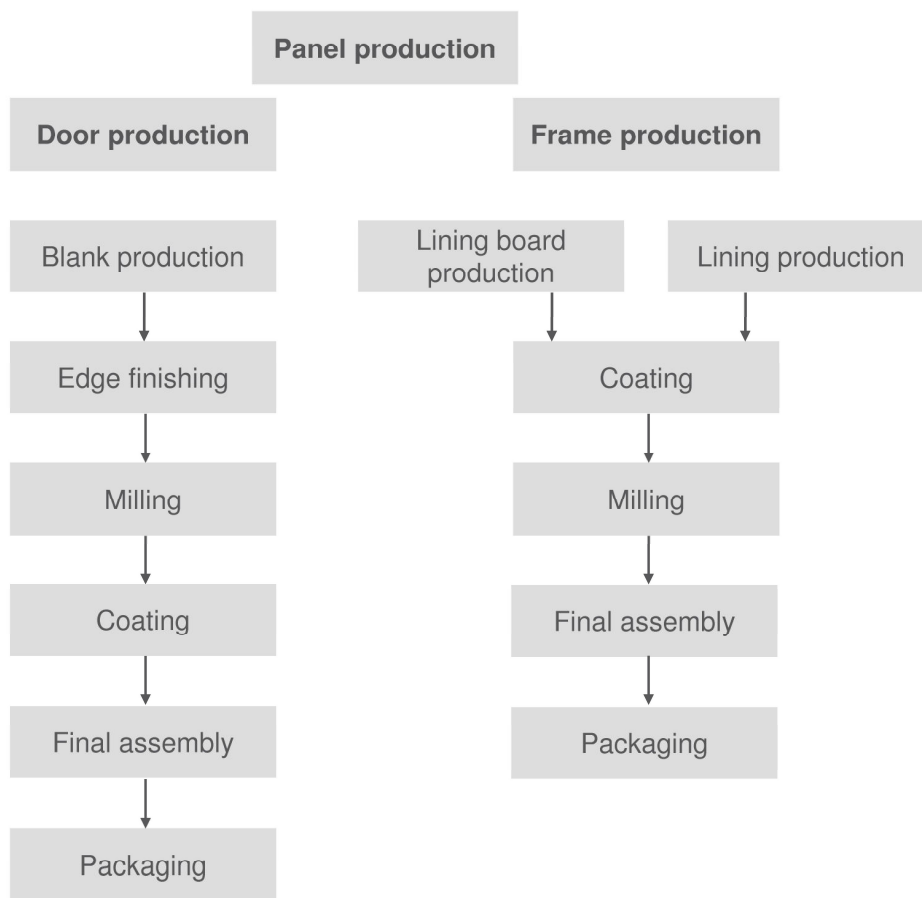 Panel production
Door production
Frame production
Blank production
Lining board
production
Lining production
Edge finishing
Coating
Milling
Milling
Coating
Final assembly
Final assembly
Packaging
Packaging